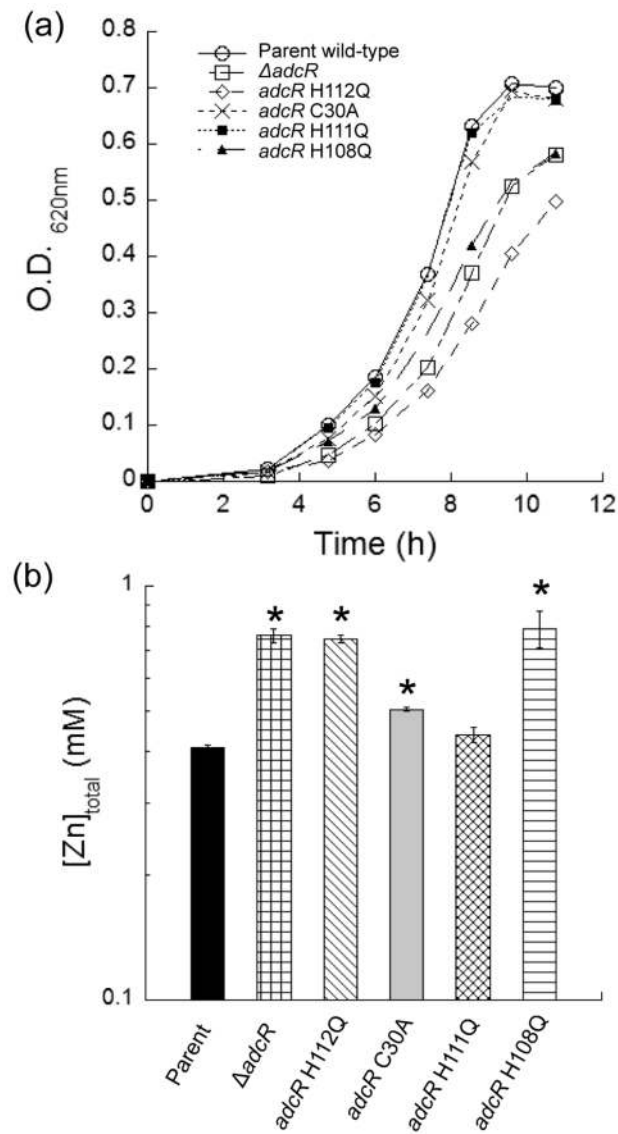 (a)
0.8
0.7
0.6
0.5
0.4
0.3
0.2
0.1
0
O.D. 620nm
Parent wild-type
ΔadcR
adcR H112Q
adcR C30A
adcR H111Q
adcR H108Q
0 2 4 6 8 10 12
Time (h)
(b)
1
0.1
[Zn]total (mM)
* * * *
Parent
ΔadcR
adcR H112Q
adcR C30A
adcR H111Q
adcR H108Q